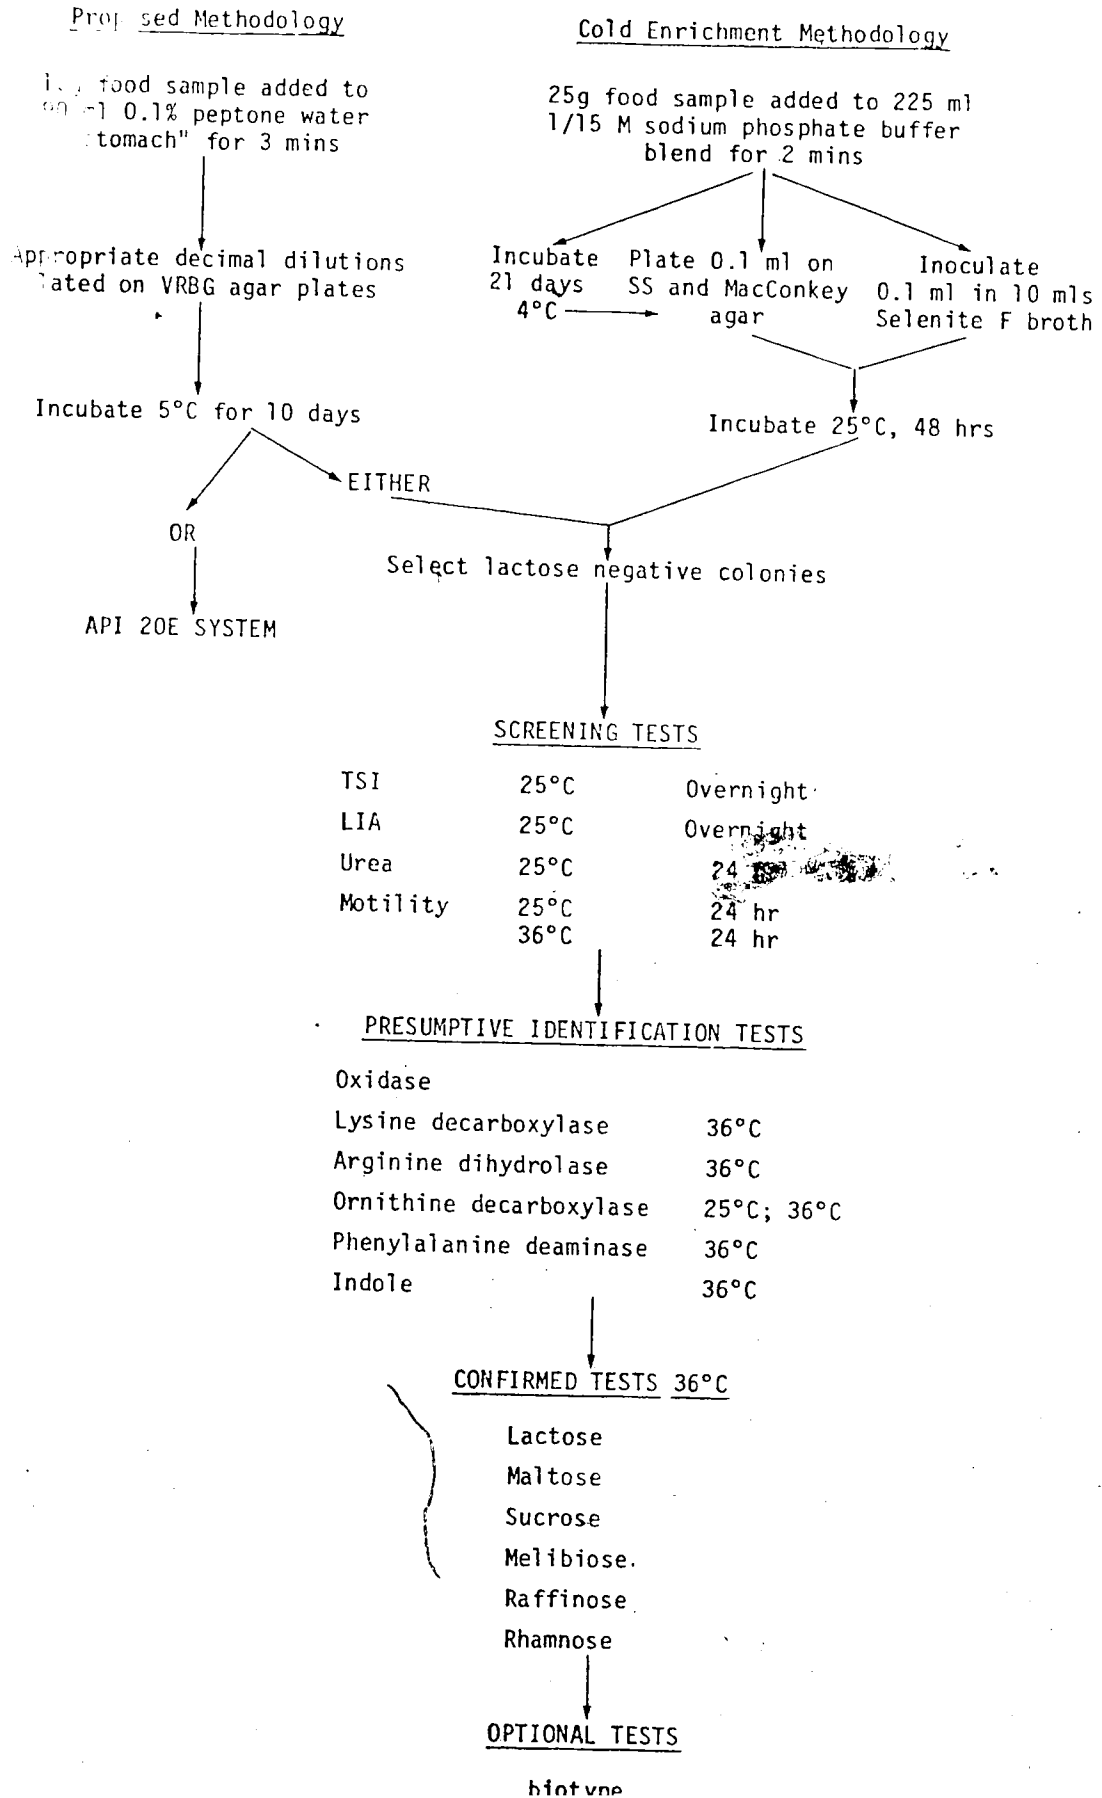 Proposed Methodology
food sample added to
0.1% peptone water
tomach" for 3 mins
Appropriate decimal dilutions
lated on VRBG agar plates
Incubate 5°C for 10 days
EITHER
OR
API 20E SYSTEM
Cold Enrichment Methodology
25g food sample added to 225 ml
1/15 M sodium phosphate buffer
blend for 2 mins
Incubate
21 days
4°C
Plate 0.1 ml on
SS and MacConkey
agar
Inoculate
0.1 ml in 10 mls
Selenite F broth
Incubate 25°C, 48 hrs
Select lactose negative colonies
SCREENING TESTS
TSI 25°C Overnight
LIA 25°C Overnight
Urea 25°C 24
Motility 25°C 24 hr
36°C 24 hr
PRESUMPTIVE IDENTIFICATION TESTS
Oxidase
Lysine decarboxylase 36°C
Arginine dihydrolase 36°C
Ornithine decarboxylase 25°C; 36°C
Phenylalanine deaminase 36°C
Indole 36°C
CONFIRMED TESTS 36°C
Lactose
Maltose
Sucrose
Melibiose.
Raffinose
Rhamnose
OPTIONAL TESTS
biotype